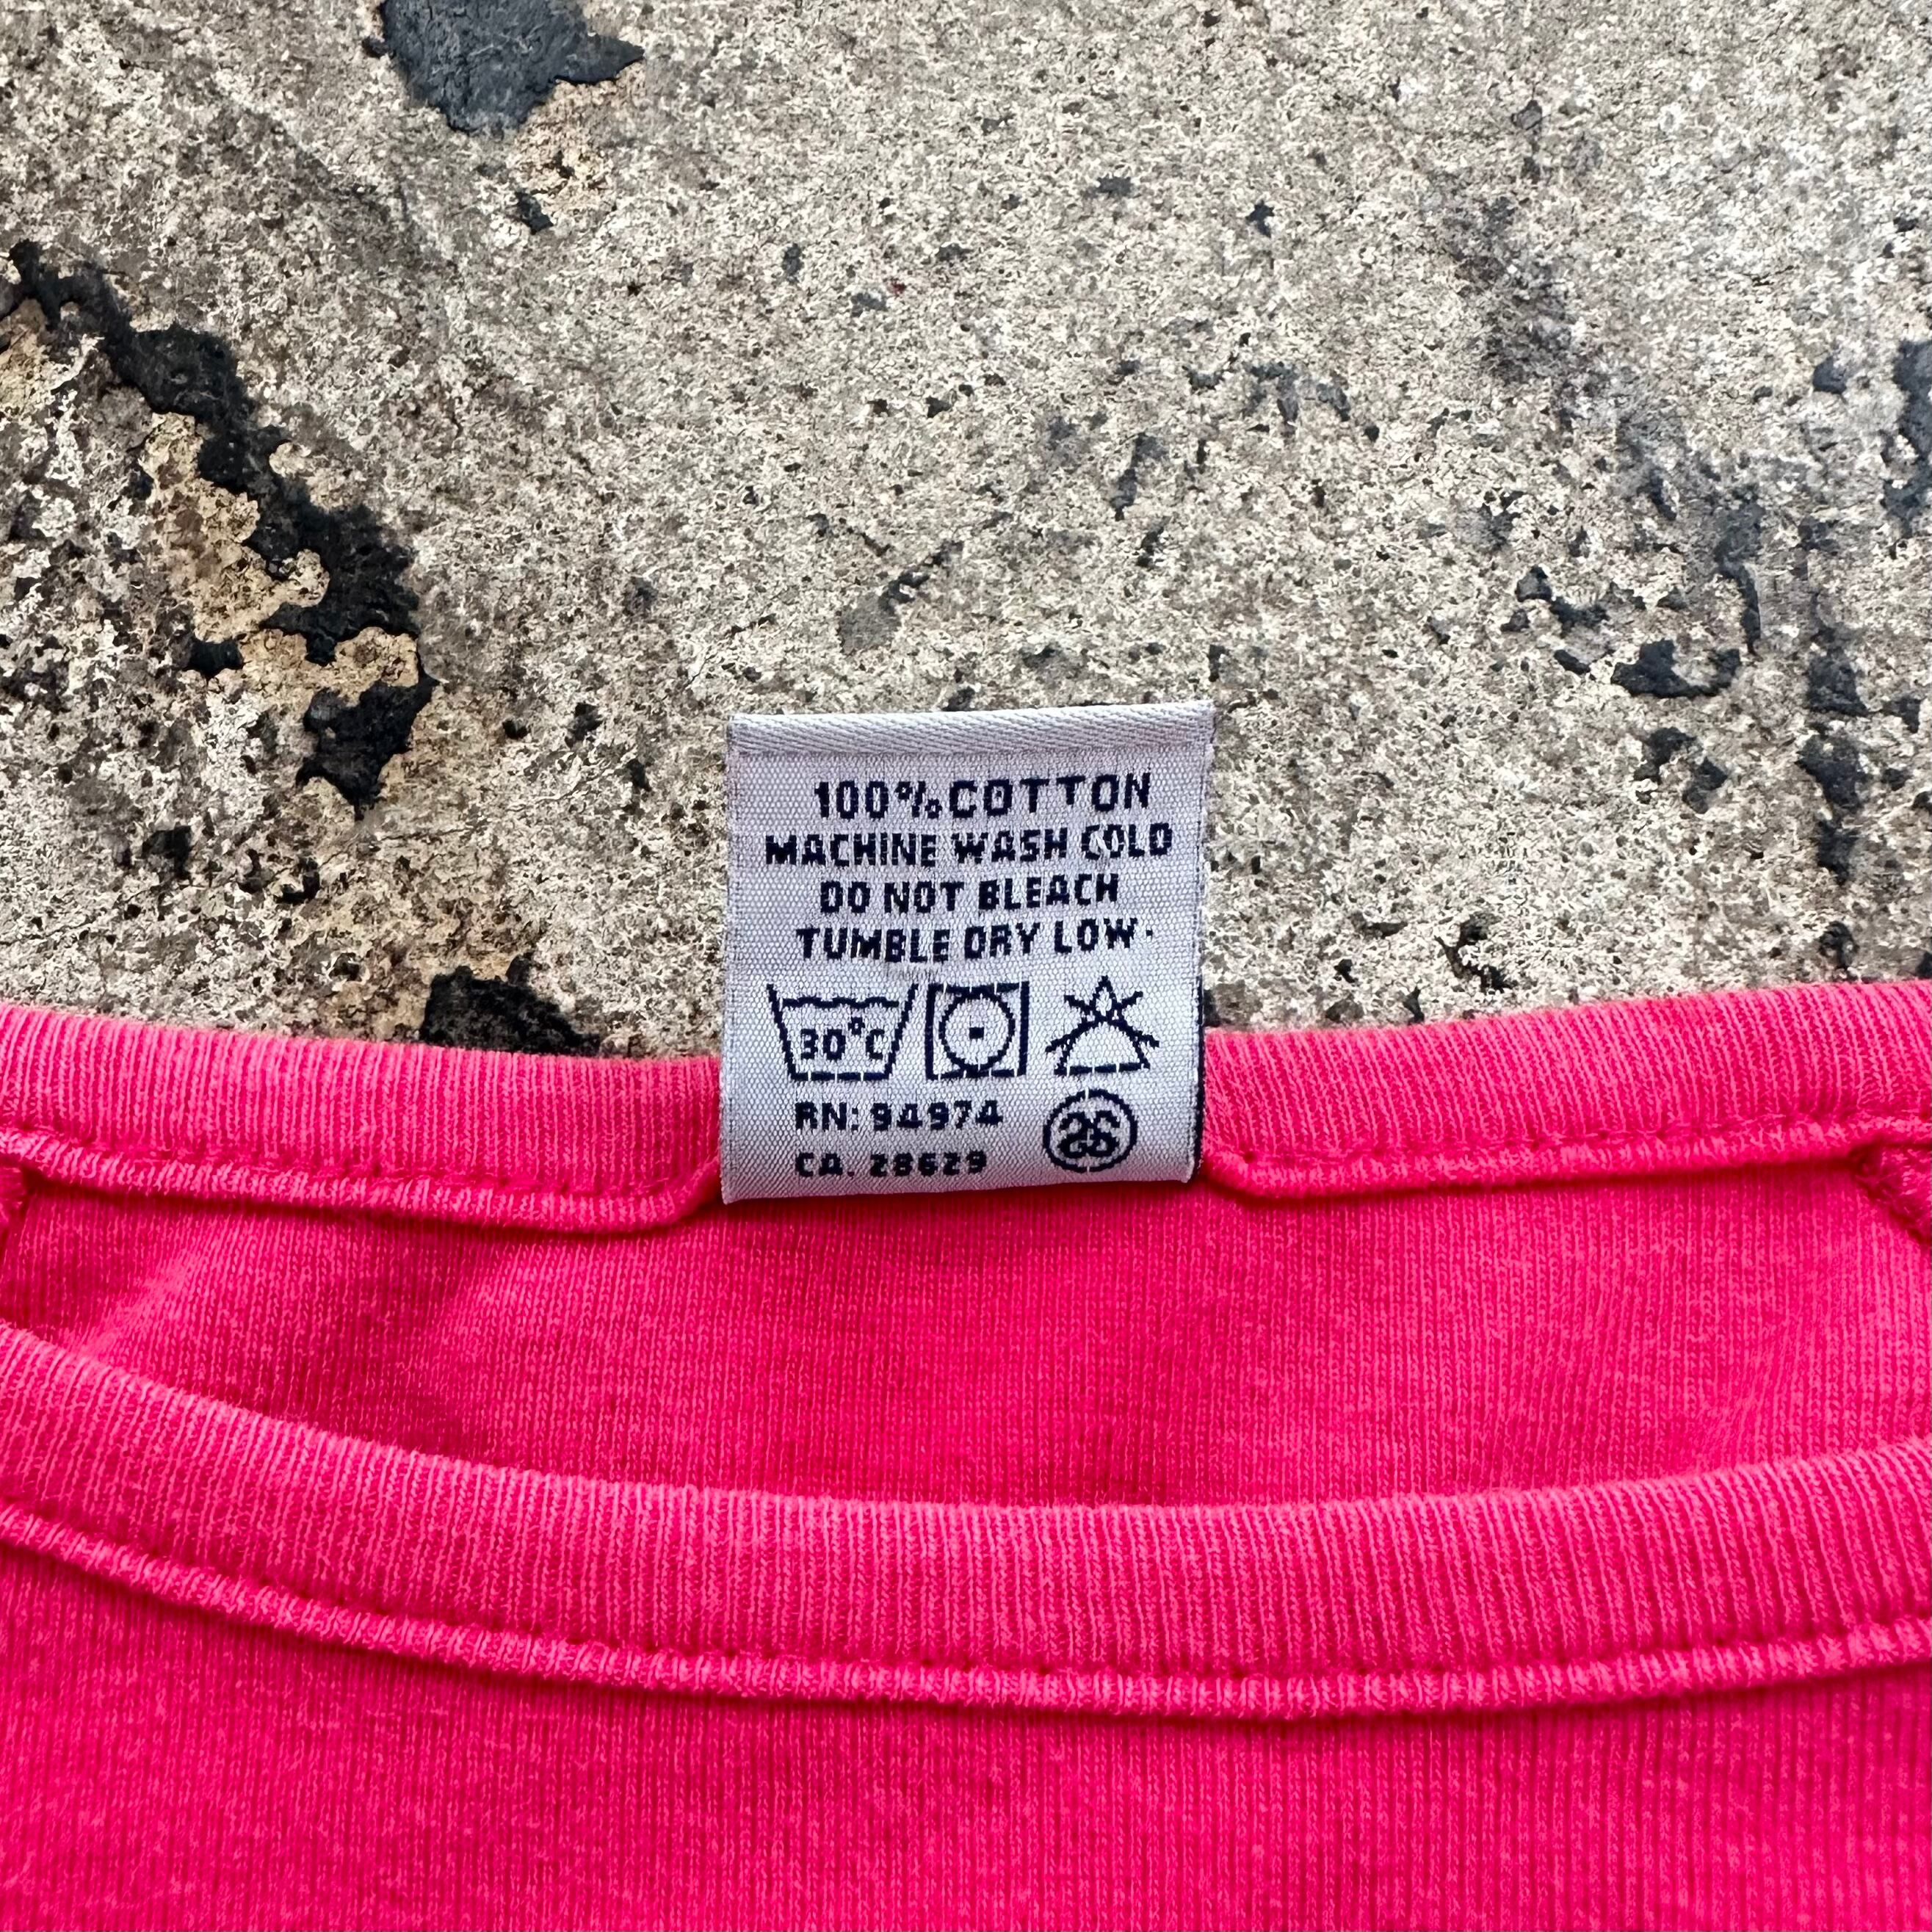 100% COTTON
MACHINE WASH COLD
DO NOT BLEACH
TUMBLE DRY LOW.
30°C
RN: 94974
CA. 28629